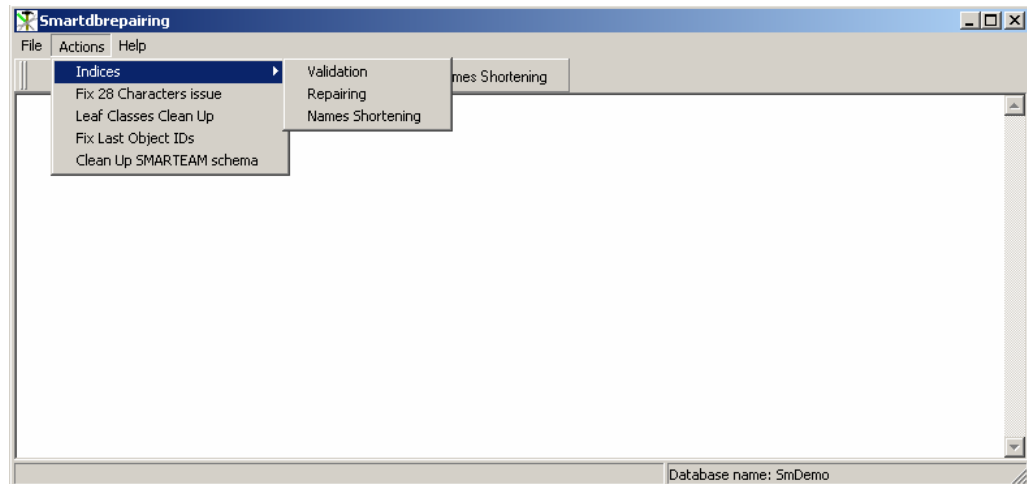 Smartdbrepairing
File Actions Help
Indices
Validation
mes Shortening
Fix 28 Characters issue
Repairing
Leaf Classes Clean Up
Names Shortening
Fix Last Object IDs
Clean Up SMARTEAM schema
Database name: SmDemo